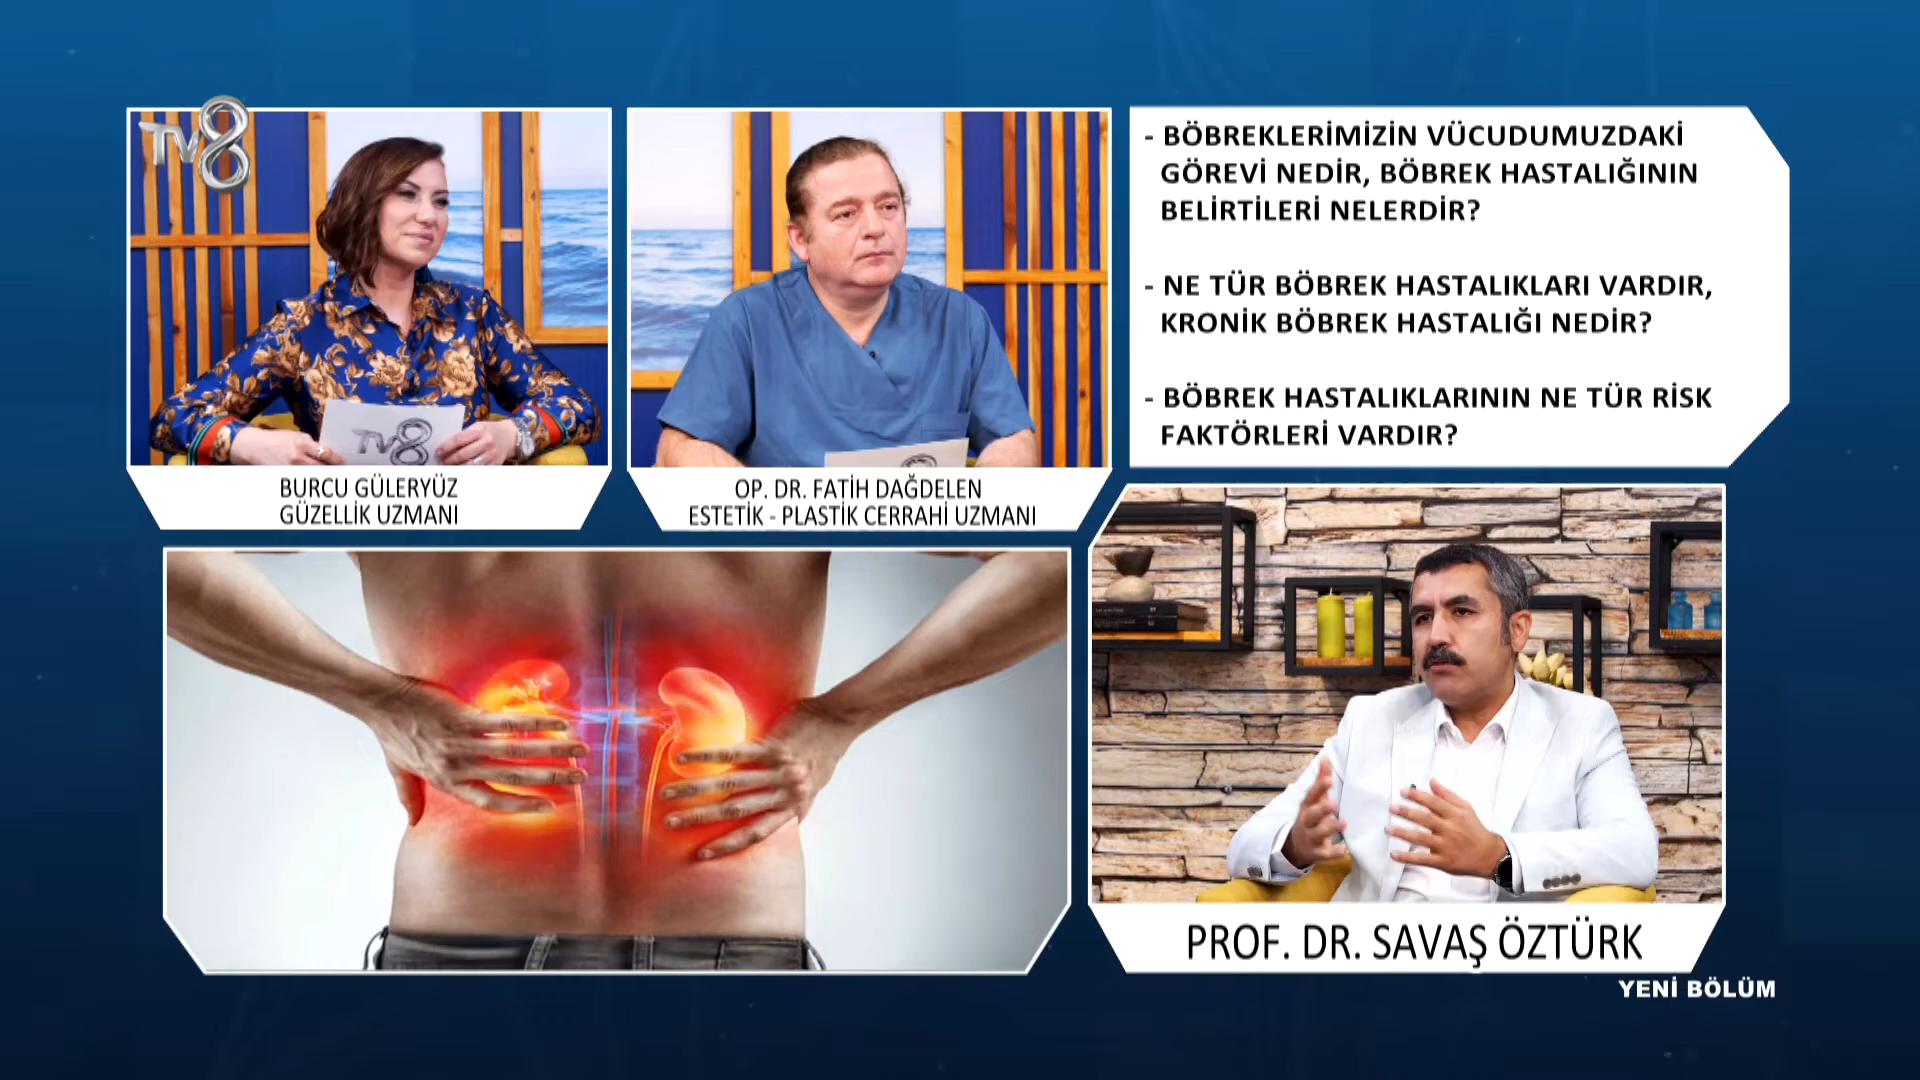 TV8
TV8
BURCU GÜLERYÜZ
GÜZELLİK UZMANI
OP. DR. FATİH DAĞDELEN
ESTETİK - PLASTİK CERRAHİ UZMANI
- BÖBREKLERİMİZİN VÜCUDUMUZDAKİ
GÖREVİ NEDİR, BÖBREK HASTALIĞININ
BELİRTİLERİ NELERDİR?
- NE TÜR BÖBREK HASTALIKLARI VARDIR,
KRONİK BÖBREK HASTALIĞI NEDİR?
- BÖBREK HASTALIKLARININ NE TÜR RİSK
FAKTÖRLERİ VARDIR?
PROF. DR. SAVAŞ ÖZTÜRK
YENİ BÖLÜM